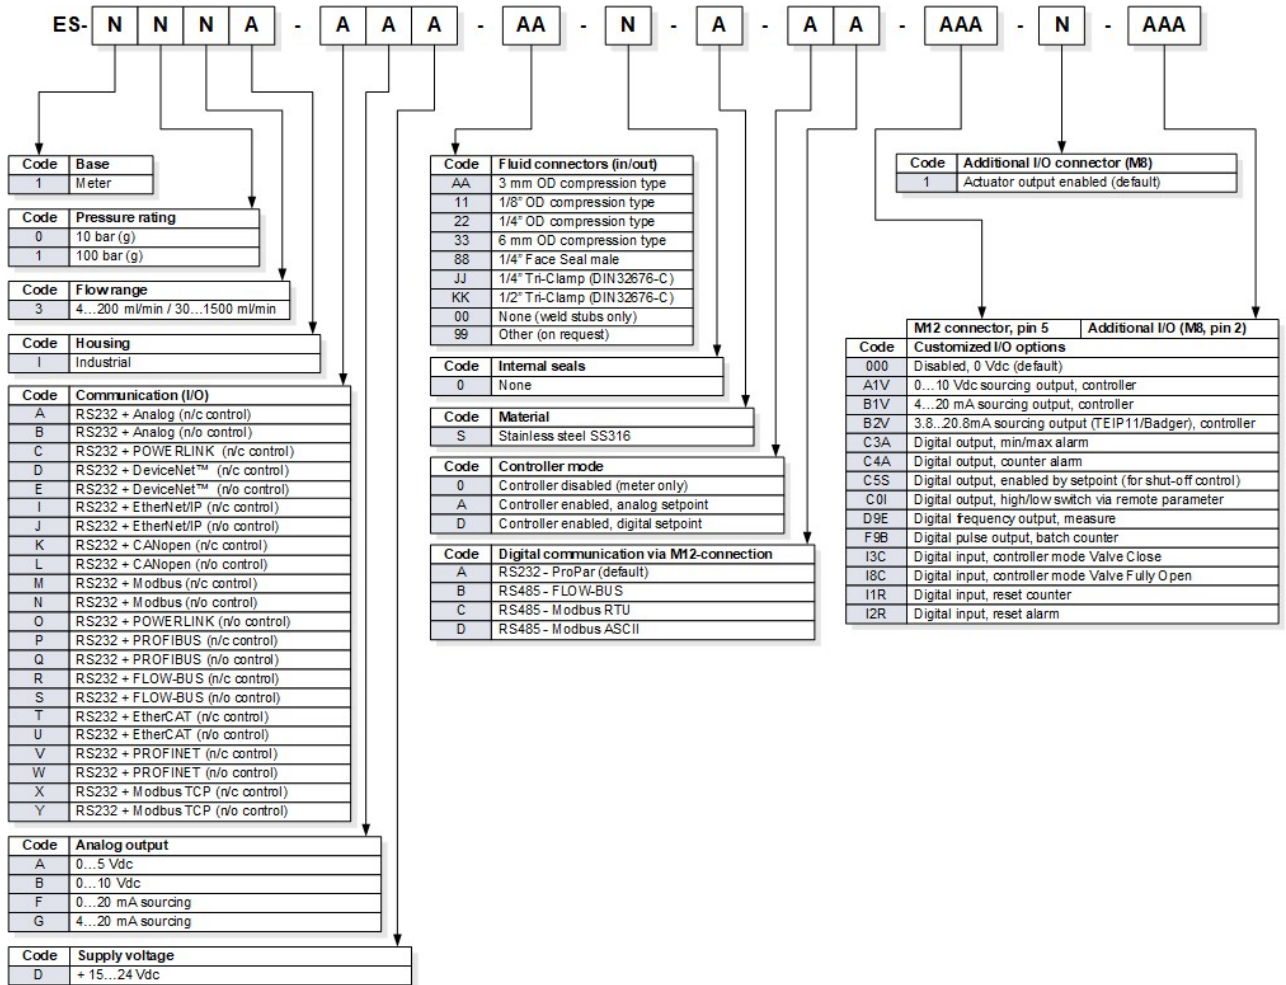 ES- N N N A - A A A - AA - N - A - A A - AAA - N - AAA
Code Base
1 Meter
Code Pressure rating
0 10 bar (g)
1 100 bar (g)
Code Flowrange
3 4...200 ml/min / 30...1500 ml/min
Code Housing
I Industrial
Code Communication (I/O)
A RS232 + Analog (n/c control)
B RS232 + Analog (n/o control)
C RS232 + POWERLINK (n/c control)
D RS232 + DeviceNet™ (n/c control)
E RS232 + DeviceNet™ (n/o control)
I RS232 + EtherNet/IP (n/c control)
J RS232 + EtherNet/IP (n/o control)
K RS232 + CANopen (n/c control)
L RS232 + CANopen (n/o control)
M RS232 + Modbus (n/c control)
N RS232 + Modbus (n/o control)
O RS232 + POWERLINK (n/o control)
P RS232 + PROFIBUS (n/c control)
Q RS232 + PROFIBUS (n/o control)
R RS232 + FLOW-BUS (n/c control)
S RS232 + FLOW-BUS (n/o control)
T RS232 + EtherCAT (n/c control)
U RS232 + EtherCAT (n/o control)
V RS232 + PROFINET (n/c control)
W RS232 + PROFINET (n/o control)
X RS232 + Modbus TCP (n/c control)
Y RS232 + Modbus TCP (n/o control)
Code Analog output
A 0...5 Vdc
B 0...10 Vdc
F 0...20 mA sourcing
G 4...20 mA sourcing
Code Supply voltage
D + 15...24 Vdc
Code Fluid connectors (in/out)
AA 3 mm OD compression type
11 1/8" OD compression type
22 1/4" OD compression type
33 6 mm OD compression type
88 1/4" Face Seal male
JJ 1/4" Tri-Clamp (DIN32676-C)
KK 1/2" Tri-Clamp (DIN32676-C)
00 None (weld stubs only)
99 Other (on request)
Code Internal seals
0 None
Code Material
S Stainless steel SS316
Code Controller mode
0 Controller disabled (meter only)
A Controller enabled, analog setpoint
D Controller enabled, digital setpoint
Code Digital communication via M12-connection
A RS232 - ProPar (default)
B RS485 - FLOW-BUS
C RS485 - Modbus RTU
D RS485 - Modbus ASCII
Code Additional I/O connector (M8)
1 Actuator output enabled (default)
M12 connector, pin 5 Additional I/O (M8, pin 2)
Code Customized I/O options
000 Disabled, 0 Vdc (default)
A1V 0...10 Vdc sourcing output, controller
B1V 4...20 mA sourcing output, controller
B2V 3.8...20.8mA sourcing output (TEIP11/Badger), controller
C3A Digital output, min/max alarm
C4A Digital output, counter alarm
C5S Digital output, enabled by setpoint (for shut-off control)
C0I Digital output, high/low switch via remote parameter
D9E Digital frequency output, measure
F9B Digital pulse output, batch counter
I3C Digital input, controller mode Valve Close
I8C Digital input, controller mode Valve Fully Open
I1R Digital input, reset counter
I2R Digital input, reset alarm